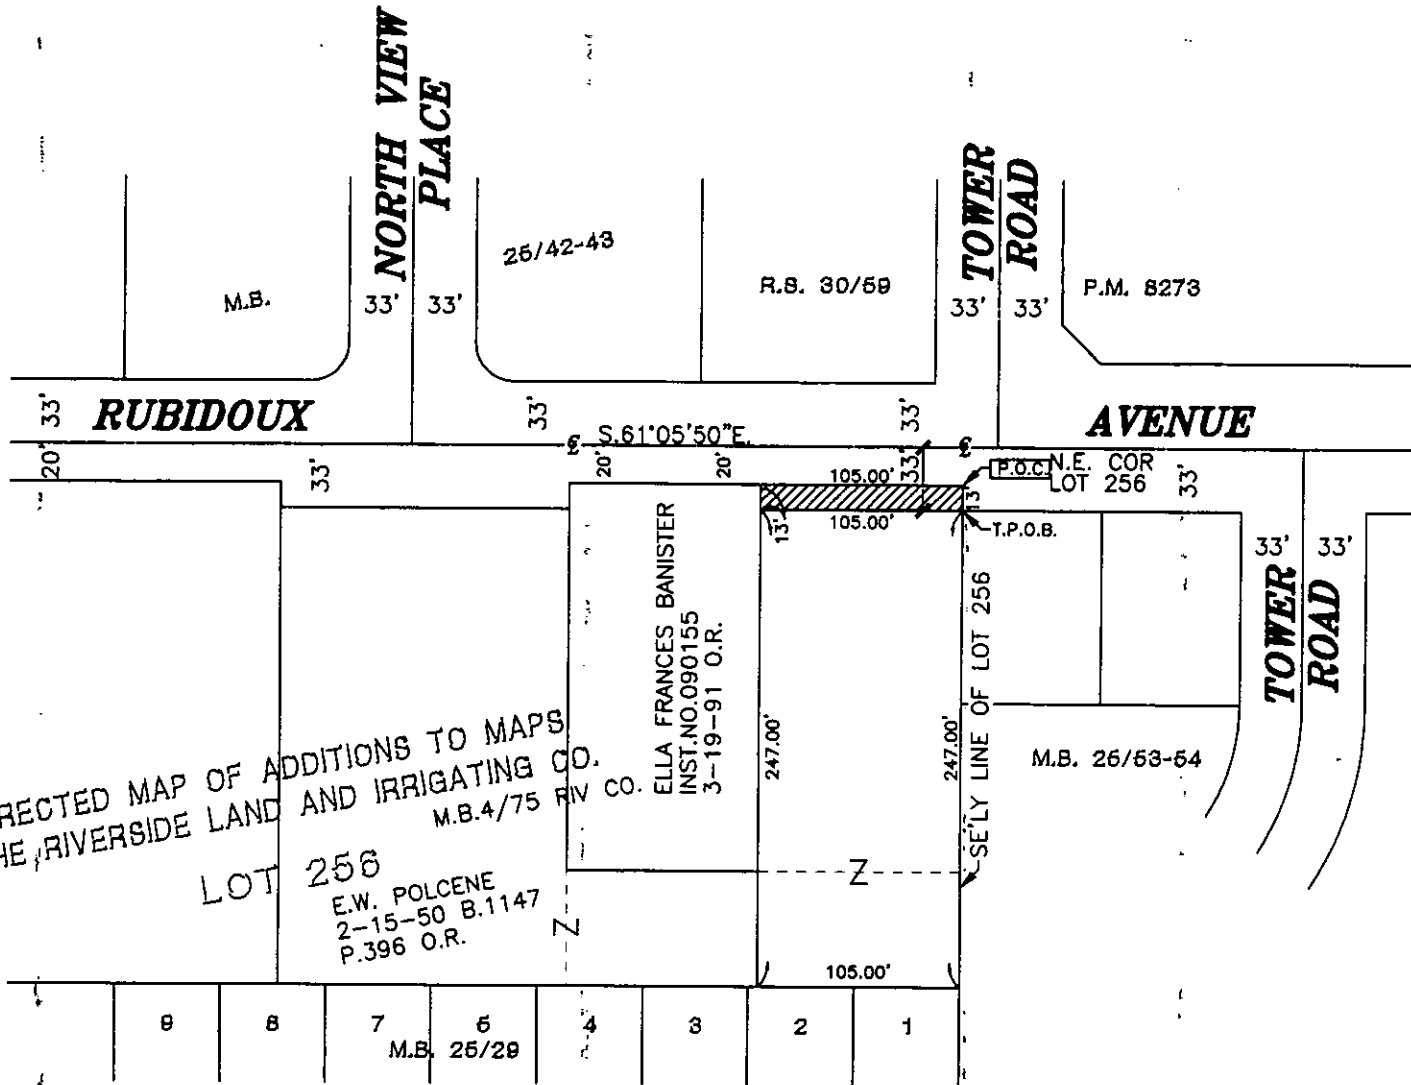 NORTH VIEW
PLACE
TOWER
ROAD
M.B.
33'
33'
26/42-43
R.S. 30/59
33'
33'
P.M. 8273
33'
RUBIDOUX
33'
33'
AVENUE
S.61°05'50"E.
20'
33'
20'
20'
105.00'
33'
P.O.C.
N.E. COR
LOT 256
33'
13'
105.00'
13'
T.P.O.B.
33'
33'
TOWER
ROAD
ELLA FRANCES BANISTER
INST.NO.090155
3-19-91 O.R.
247.00'
247.00'
SE'LY LINE OF LOT 256
M.B. 26/53-54
RECTED MAP OF ADDITIONS TO MAPS
HE RIVERSIDE LAND AND IRRIGATING CO.
M.B.4/75 RIV CO.
LOT 256
E.W. POLCENE
2-15-50 B.1147
P.396 O.R.
Z
Z
105.00'
9
8
7
6
4
3
2
1
M.B. 25/29